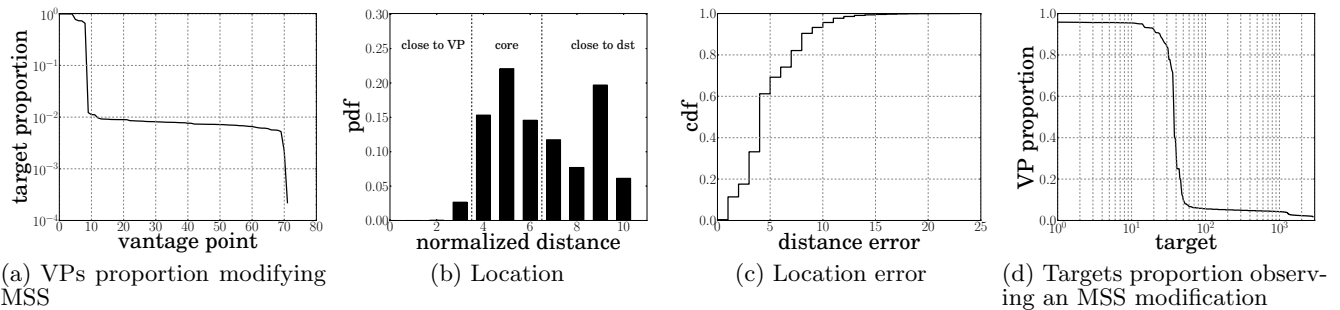 10^0
10^-1
10^-2
10^-3
10^-4
target proportion
0 10 20 30 40 50 60 70 80
vantage point
(a) VPs proportion modifying
MSS
0.30
0.25
0.20
0.15
0.10
0.05
0.00
pdf
close to VP core close to dst
0 2 4 6 8 10
normalized distance
(b) Location
1.0
0.8
0.6
0.4
0.2
0.0
cdf
0 5 10 15 20 25
distance error
(c) Location error
1.0
0.8
0.6
0.4
0.2
0.0
VP proportion
10^0 10^1 10^2 10^3
target
(d) Targets proportion observ-
ing an MSS modification